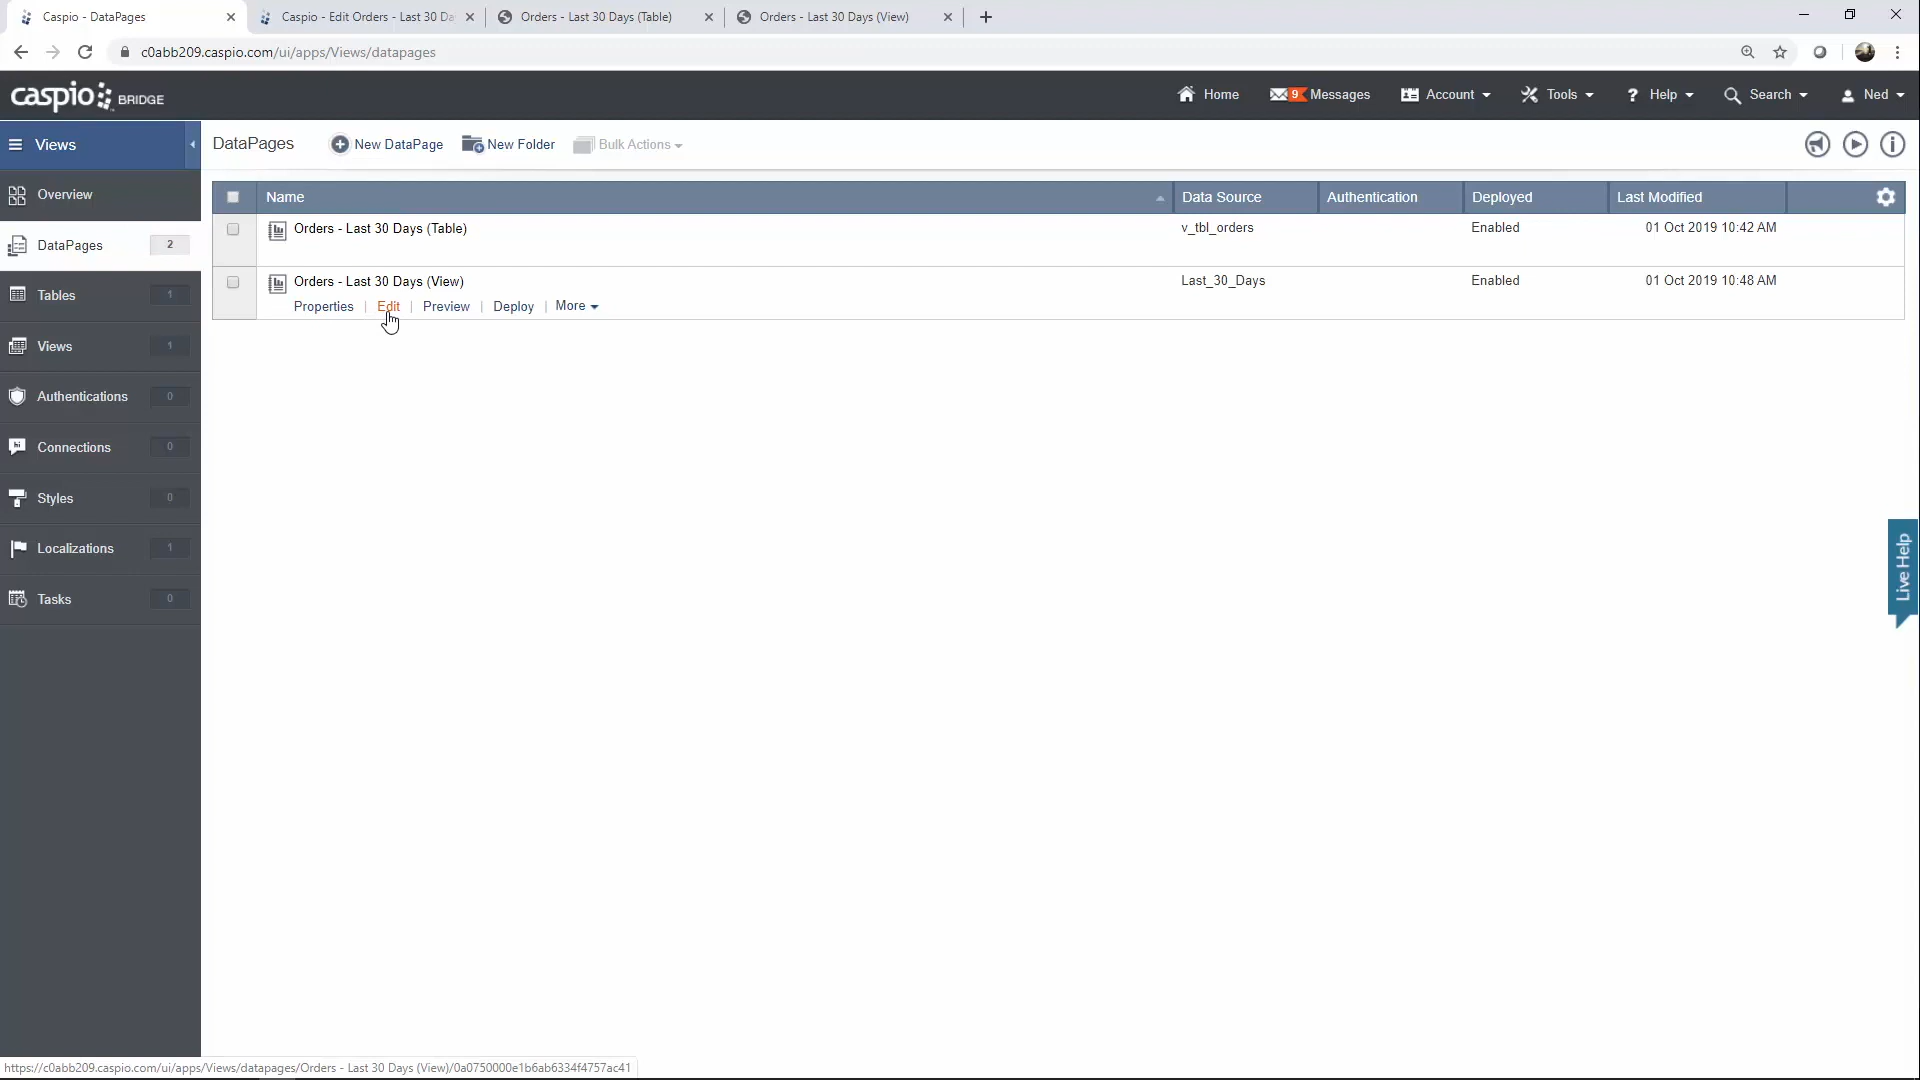 Caspio - DataPages
Caspio - Edit Orders - Last 30 Da
Orders - Last 30 Days (Table)
Orders - Last 30 Days (View)
c0abb209.caspio.com/ui/apps/Views/datapages
caspio BRIDGE
Home
9 Messages
Account
Tools
? Help
Search
Ned
Views
DataPages
New DataPage
New Folder
Bulk Actions
Overview
DataPages 2
Tables 1
Views 1
Authentications 0
Connections 0
Styles 0
Localizations 1
Tasks 0
Name Data Source Authentication Deployed Last Modified
Orders - Last 30 Days (Table) v_tbl_orders Enabled 01 Oct 2019 10:42 AM
Orders - Last 30 Days (View) Last_30_Days Enabled 01 Oct 2019 10:48 AM
Properties | Edit | Preview | Deploy | More
Live Help
https://c0abb209.caspio.com/ui/apps/Views/datapages/Orders - Last 30 Days (View)/0a0750000e1b6ab6334f4757ac41